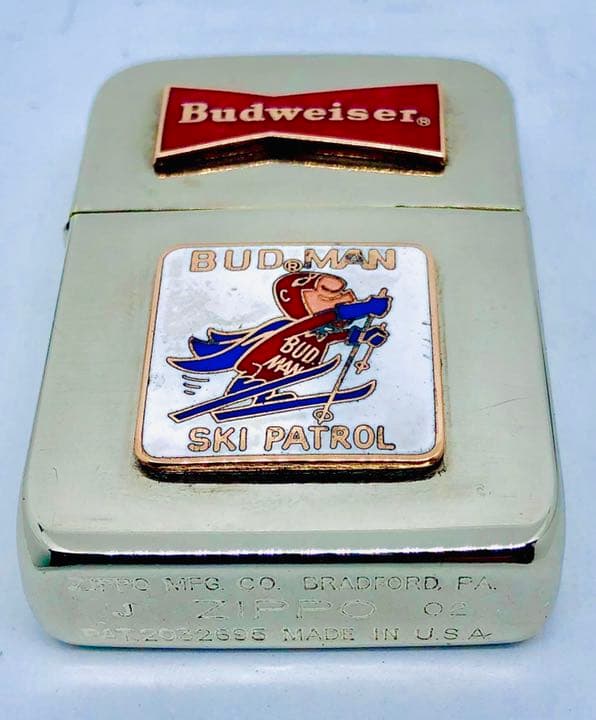 Budweiser®
BUD®MAN
C
BUD
MAN
SKI PATROL
ZIPPO MFG. CO. BRADFORD, PA.
J ZIPPO 02
PAT. 2032695 MADE IN U.S.A.